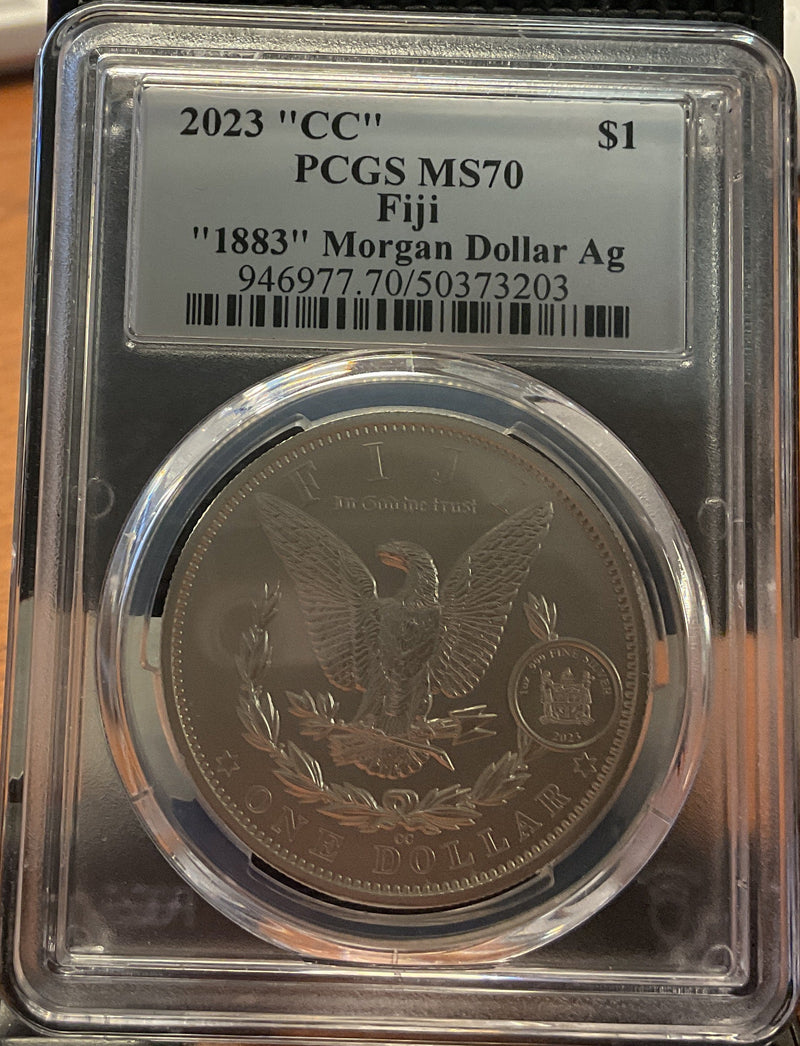 2023 "CC" $1
PCGS MS70
Fiji
"1883" Morgan Dollar Ag
946977.70/50373203
FIJI
In God we trust
1oz 999 FINE SILVER
2023
ONE DOLLAR
CC